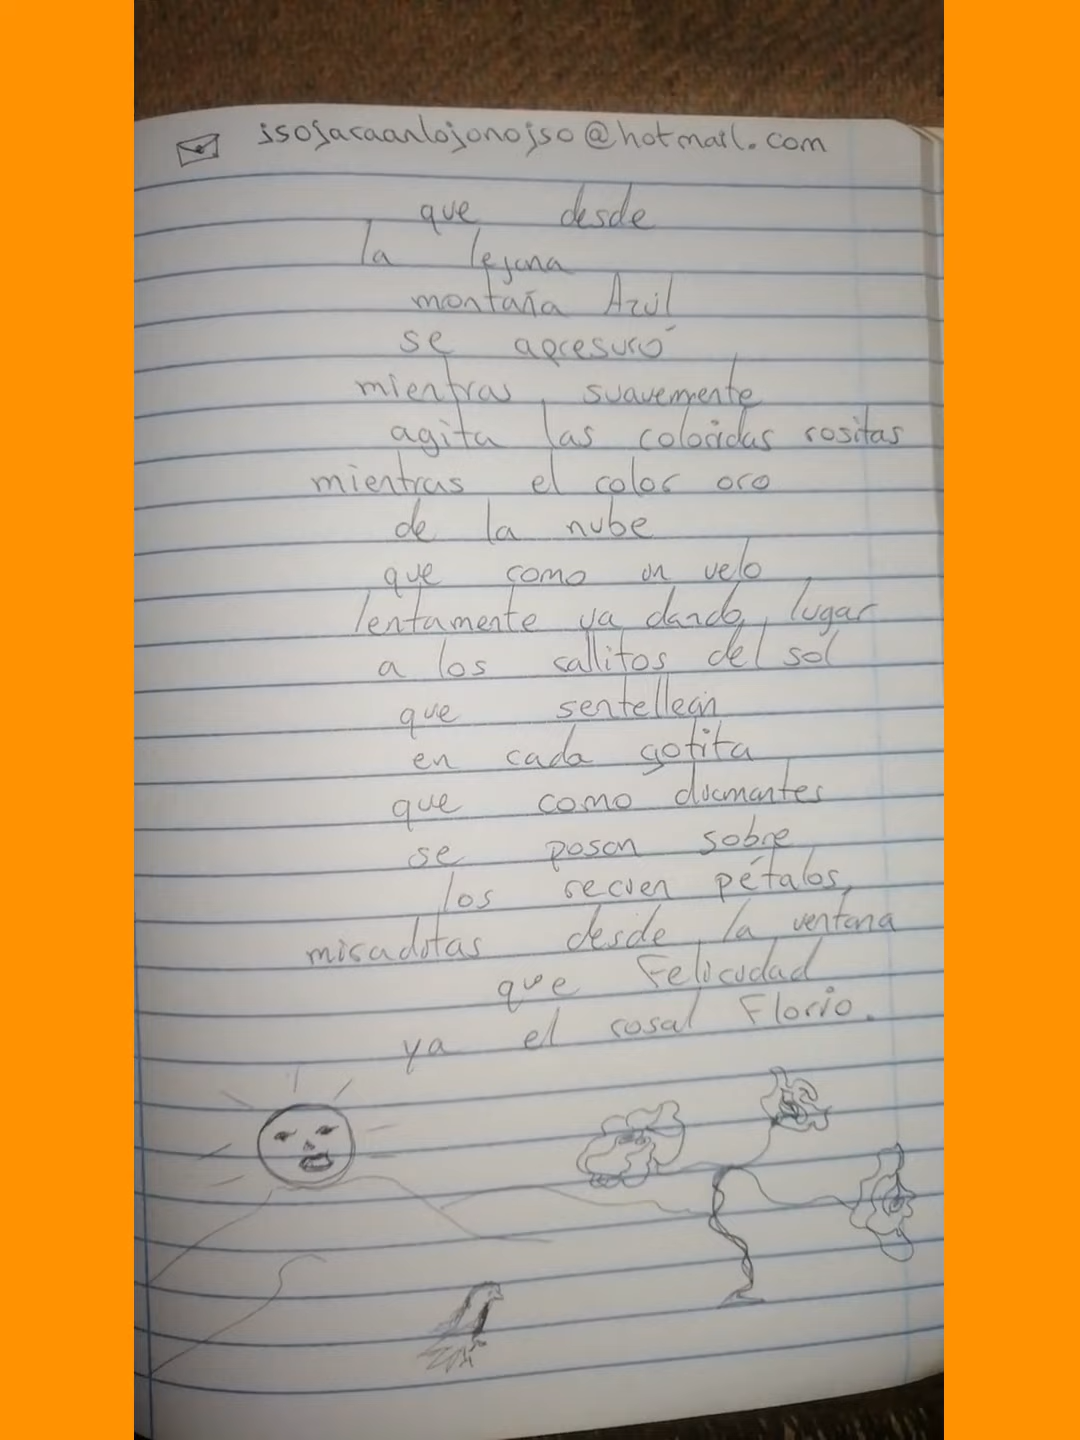 isojacaanlojonojso@hotmail.com
que desde
la lejana
montaña Azúl
se apresuró
mientras, suavemente
agita las coloridas rositas
mientras el color oro
de la nube
que como un velo
lentamente va dando, lugar
a los rallitos del sol
que sentellean
en cada gotita
que como diamantes
se posan sobre
los recien pétalos,
miraditas desde, la ventana
que Felicidad
ya el rosal Florio.